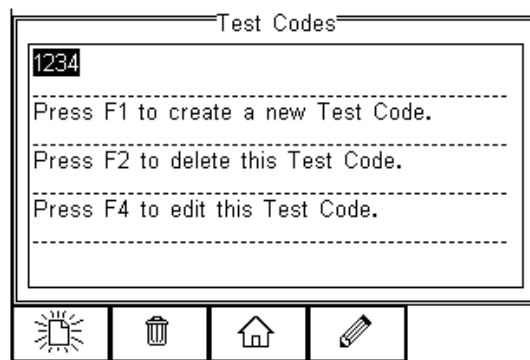 Test Codes
1234
Press F1 to create a new Test Code.
Press F2 to delete this Test Code.
Press F4 to edit this Test Code.